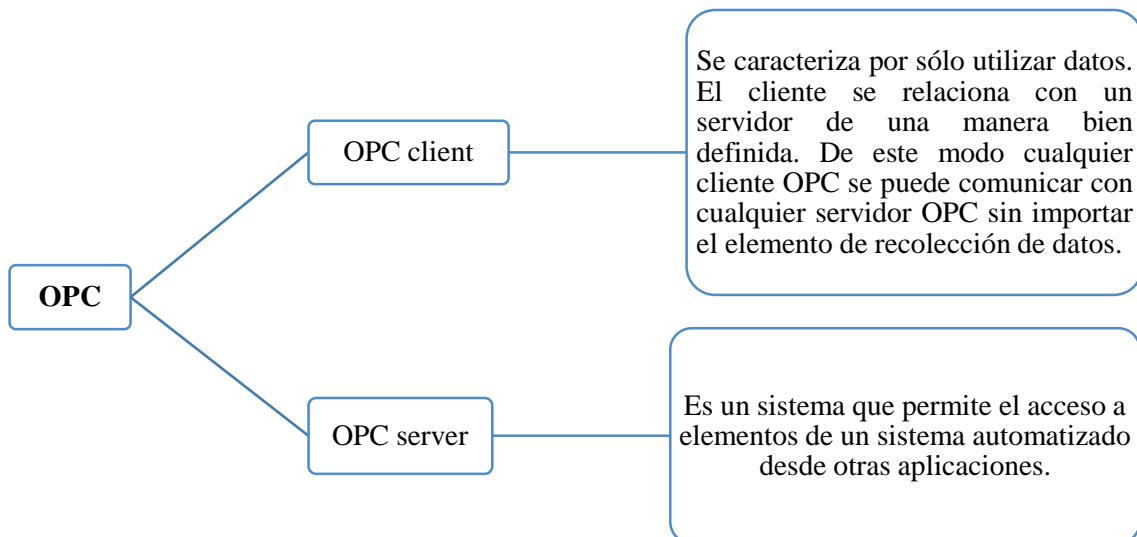 Se caracteriza por sólo utilizar datos.
El cliente se relaciona con un
servidor de una manera bien
definida. De este modo cualquier
cliente OPC se puede comunicar con
cualquier servidor OPC sin importar
el elemento de recolección de datos.
OPC client
OPC
OPC server
Es un sistema que permite el acceso a
elementos de un sistema automatizado
desde otras aplicaciones.